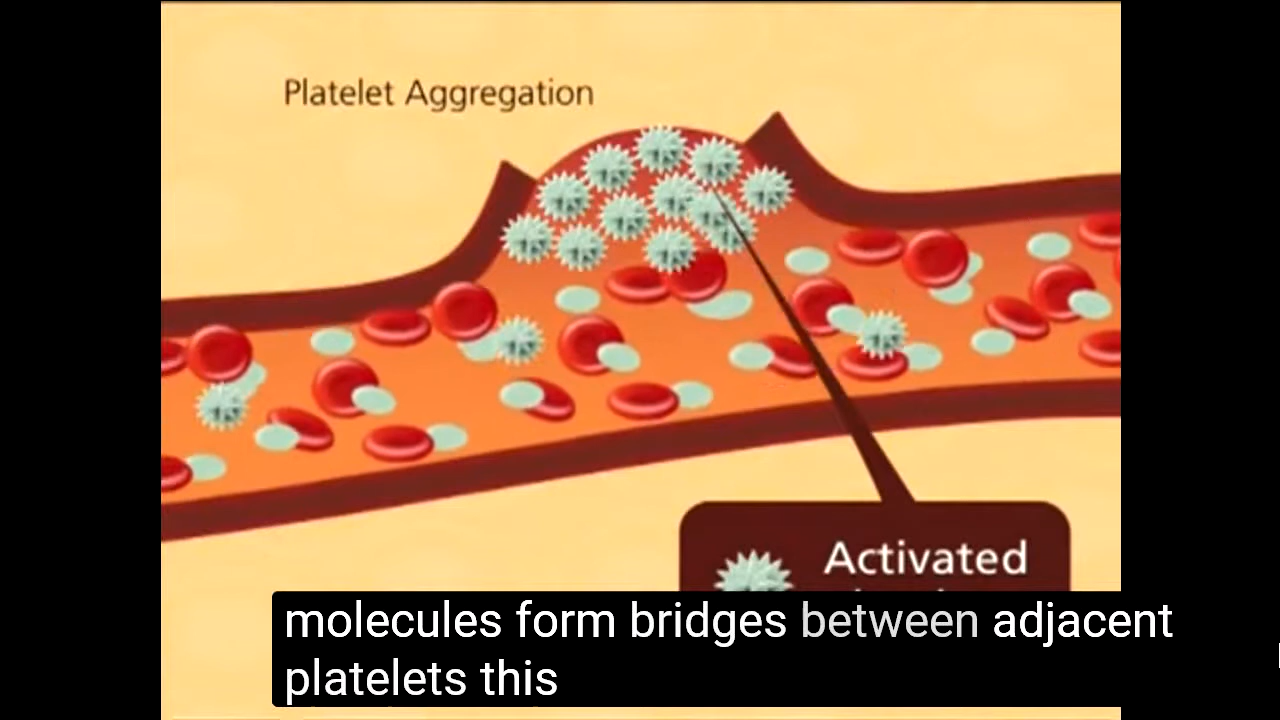 Platelet Aggregation
Activated
molecules form bridges between adjacent
platelets this